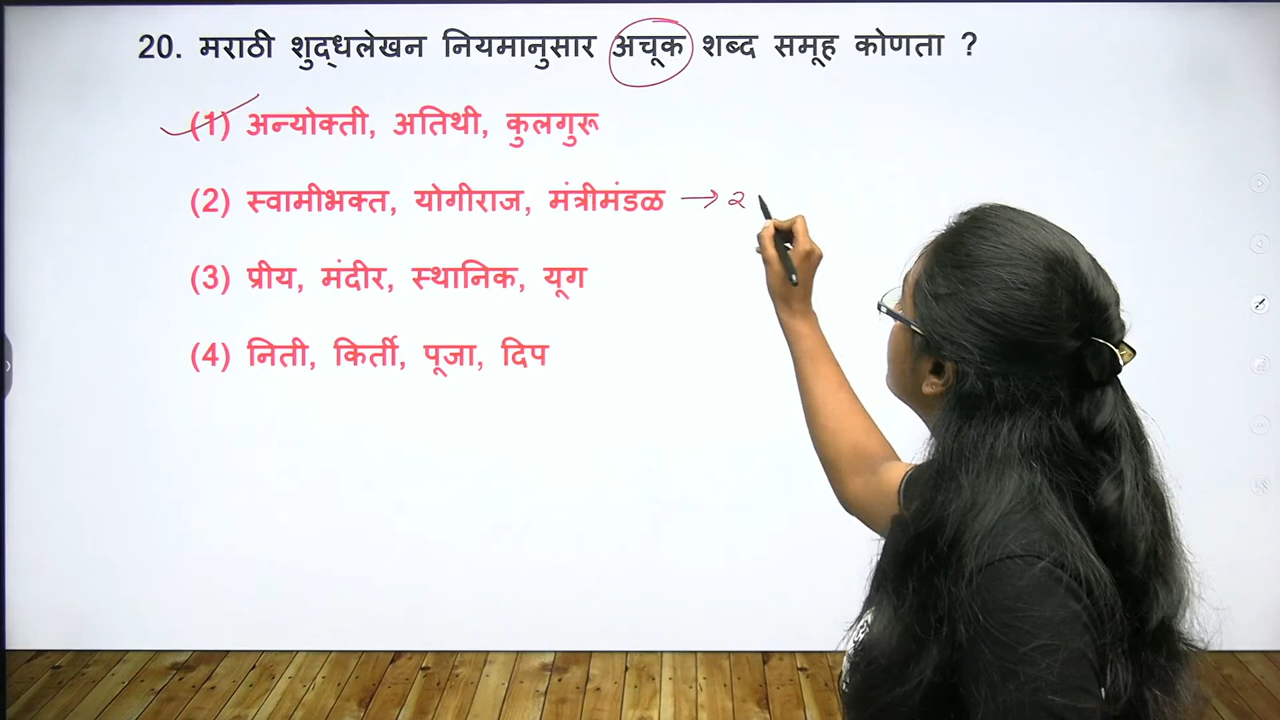 20. मराठी शुद्धलेखन नियमानुसार अचूक शब्द समूह कोणता ?
(1) अन्योक्ती, अतिथी, कुलगुरू
(2) स्वामीभक्त, योगीराज, मंत्रीमंडळ → २
(3) प्रीय, मंदीर, स्थानिक, यूग
(4) निती, किर्ती, पूजा, दिप